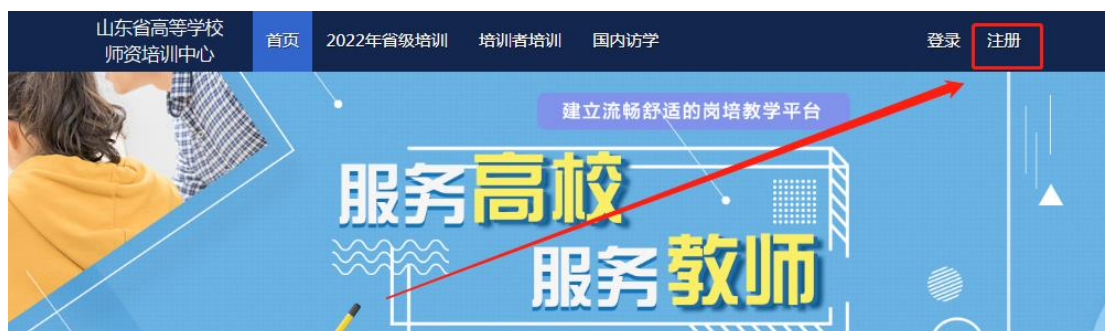 山东省高等学校
师资培训中心
首页 2022年省级培训 培训者培训 国内访学 登录 注册
建立流畅舒适的岗培教学平台
服务高校
服务教师